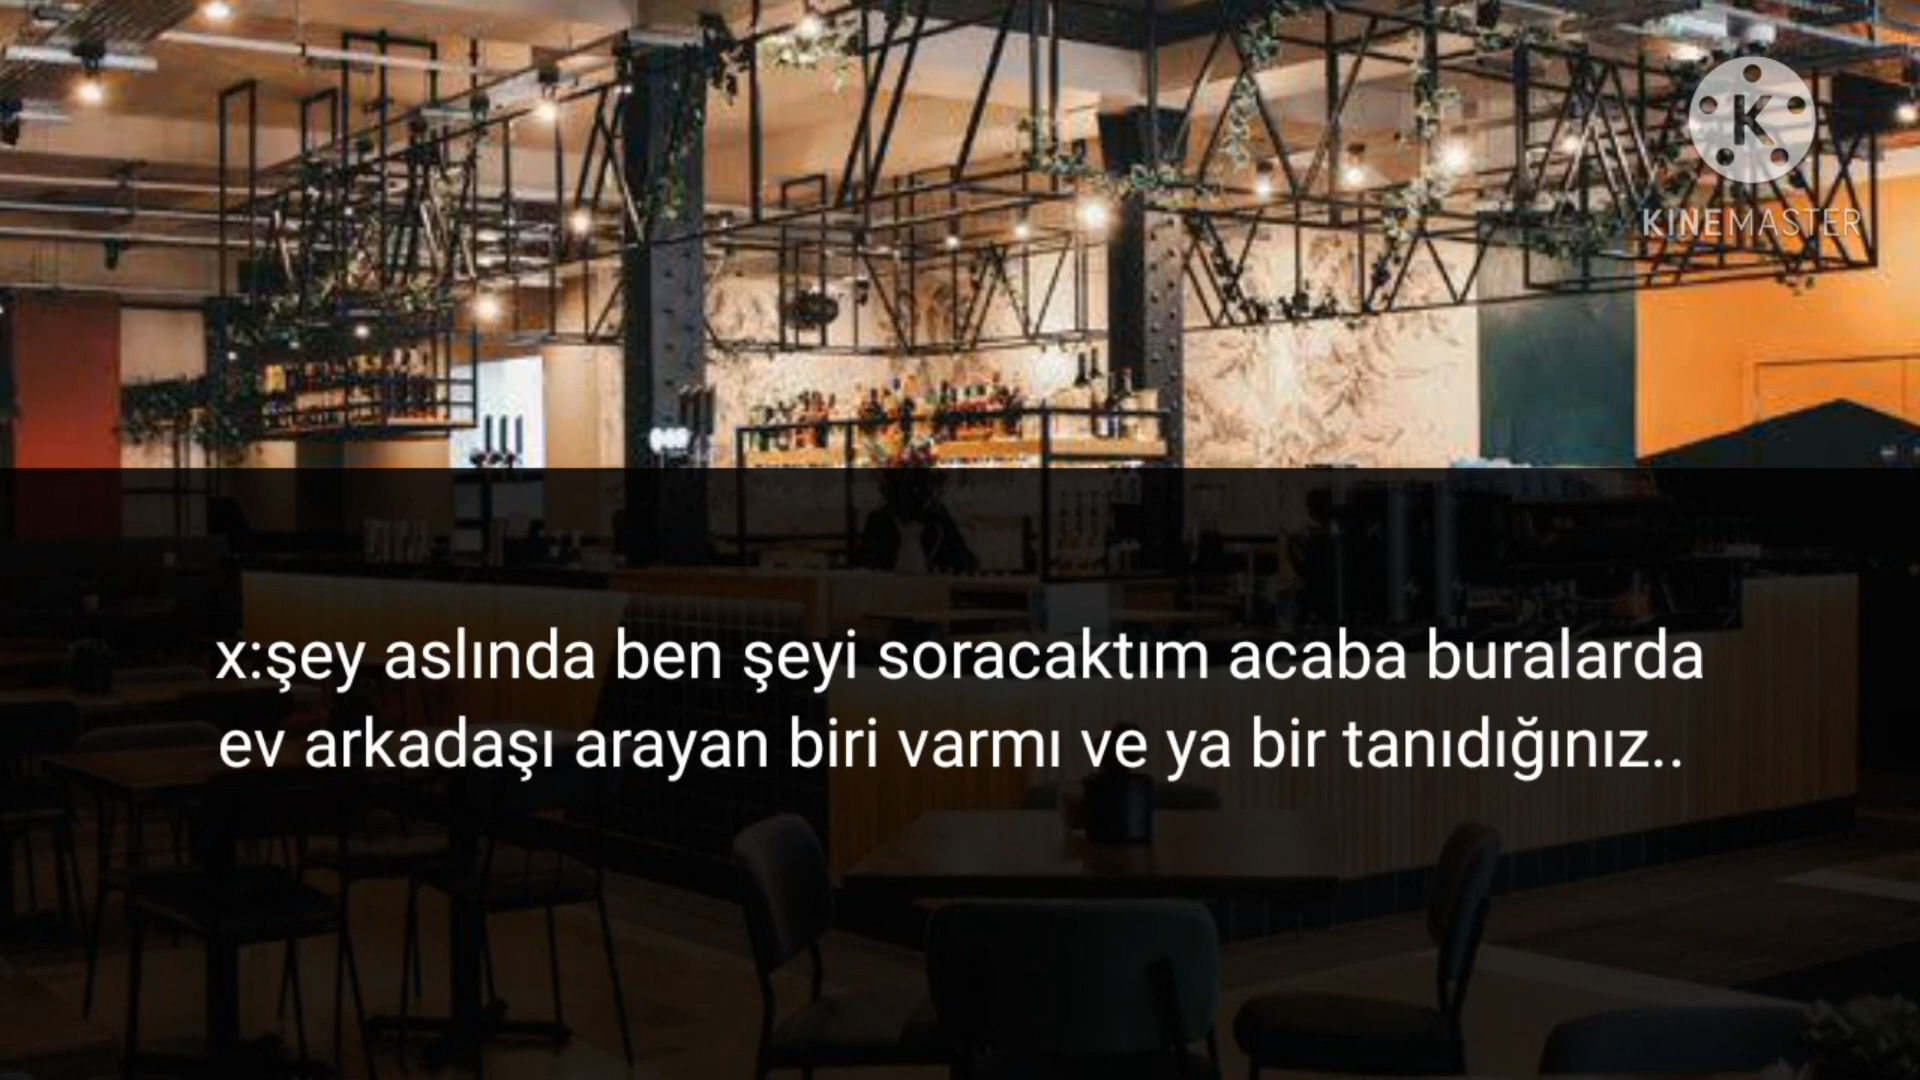 KINEMASTER
x:şey aslında ben şeyi soracaktım acaba buralarda
ev arkadaşı arayan biri varmı ve ya bir tanıdığınız..